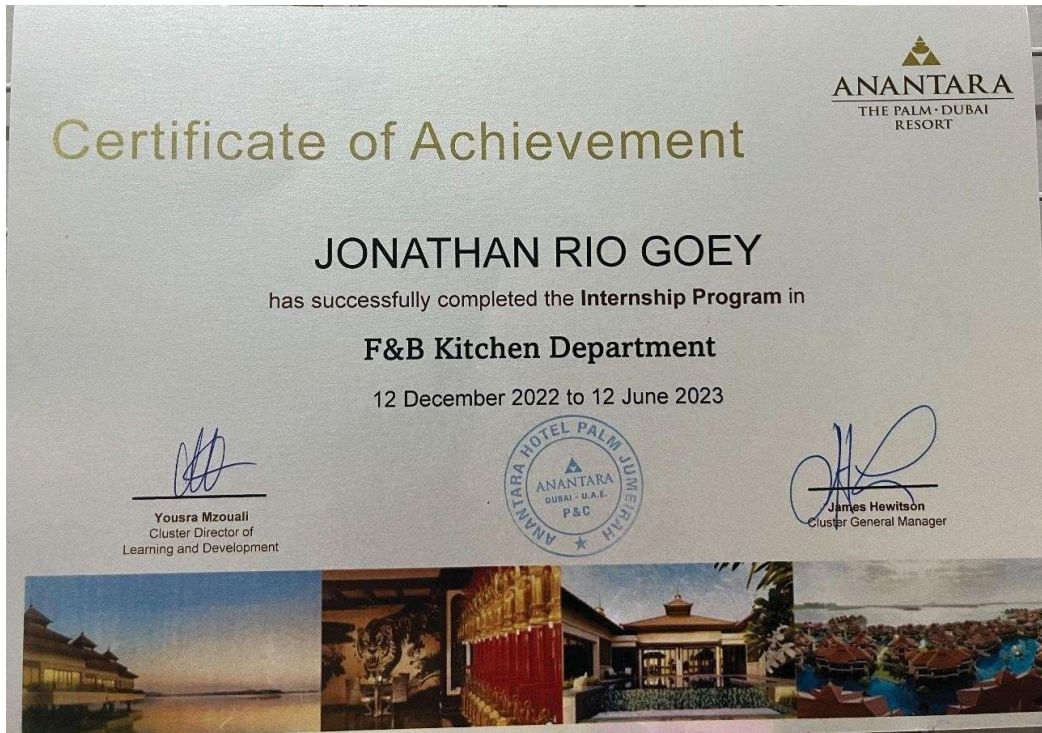 ANANTARA
THE PALM · DUBAI
RESORT
Certificate of Achievement
JONATHAN RIO GOEY
has successfully completed the Internship Program in
F&B Kitchen Department
12 December 2022 to 12 June 2023
Yousra Mzouali
Cluster Director of
Learning and Development
ANANTARA HOTEL PALM JUMEIRAH
ANANTARA
DUBAI - U.A.E.
P&C
James Hewitson
Cluster General Manager